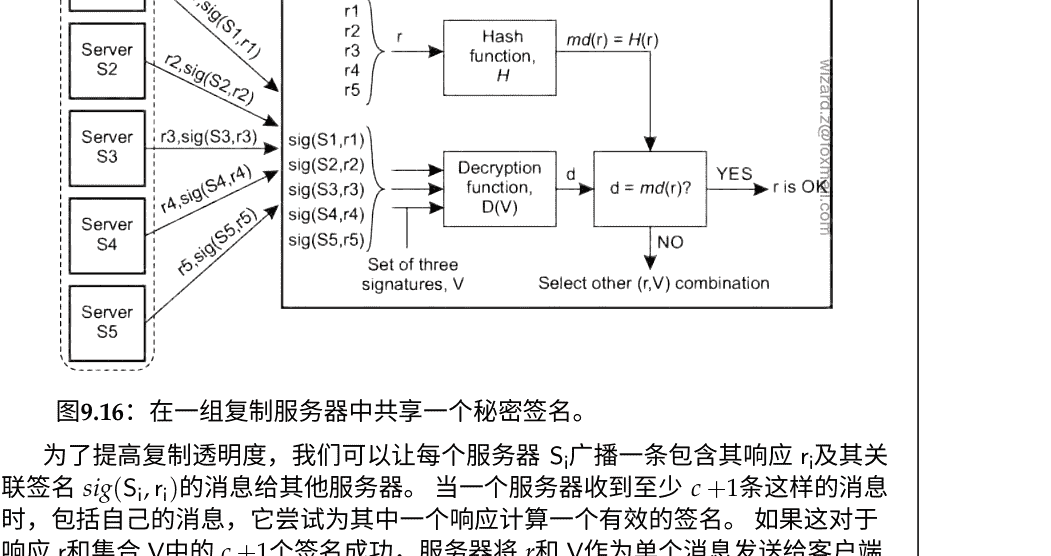 ,sig(S1,r1)
r1
r2
r3
r4
r5
r
Hash
function,
H
md(r) = H(r)
Server
S2
r2,sig(S2,r2)
Server
S3
r3,sig(S3,r3)
Server
S4
r4,sig(S4,r4)
Server
S5
r5,sig(S5,r5)
sig(S1,r1)
sig(S2,r2)
sig(S3,r3)
sig(S4,r4)
sig(S5,r5)
Set of three
signatures, V
Decryption
function,
D(V)
d
d = md(r)?
YES
r is OK
NO
Select other (r,V) combination
wizard.z@foxmail.com
图9.16：在一组复制服务器中共享一个秘密签名。
为了提高复制透明度，我们可以让每个服务器 Si广播一条包含其响应 ri及其关
联签名 sig(Si, ri)的消息给其他服务器。 当一个服务器收到至少 c +1条这样的消息
时，包括自己的消息，它尝试为其中一个响应计算一个有效的签名。 如果这对于
响应 r和集合 V中的 c +1个签名成功，服务器将 r和 V作为单个消息发送给客户端